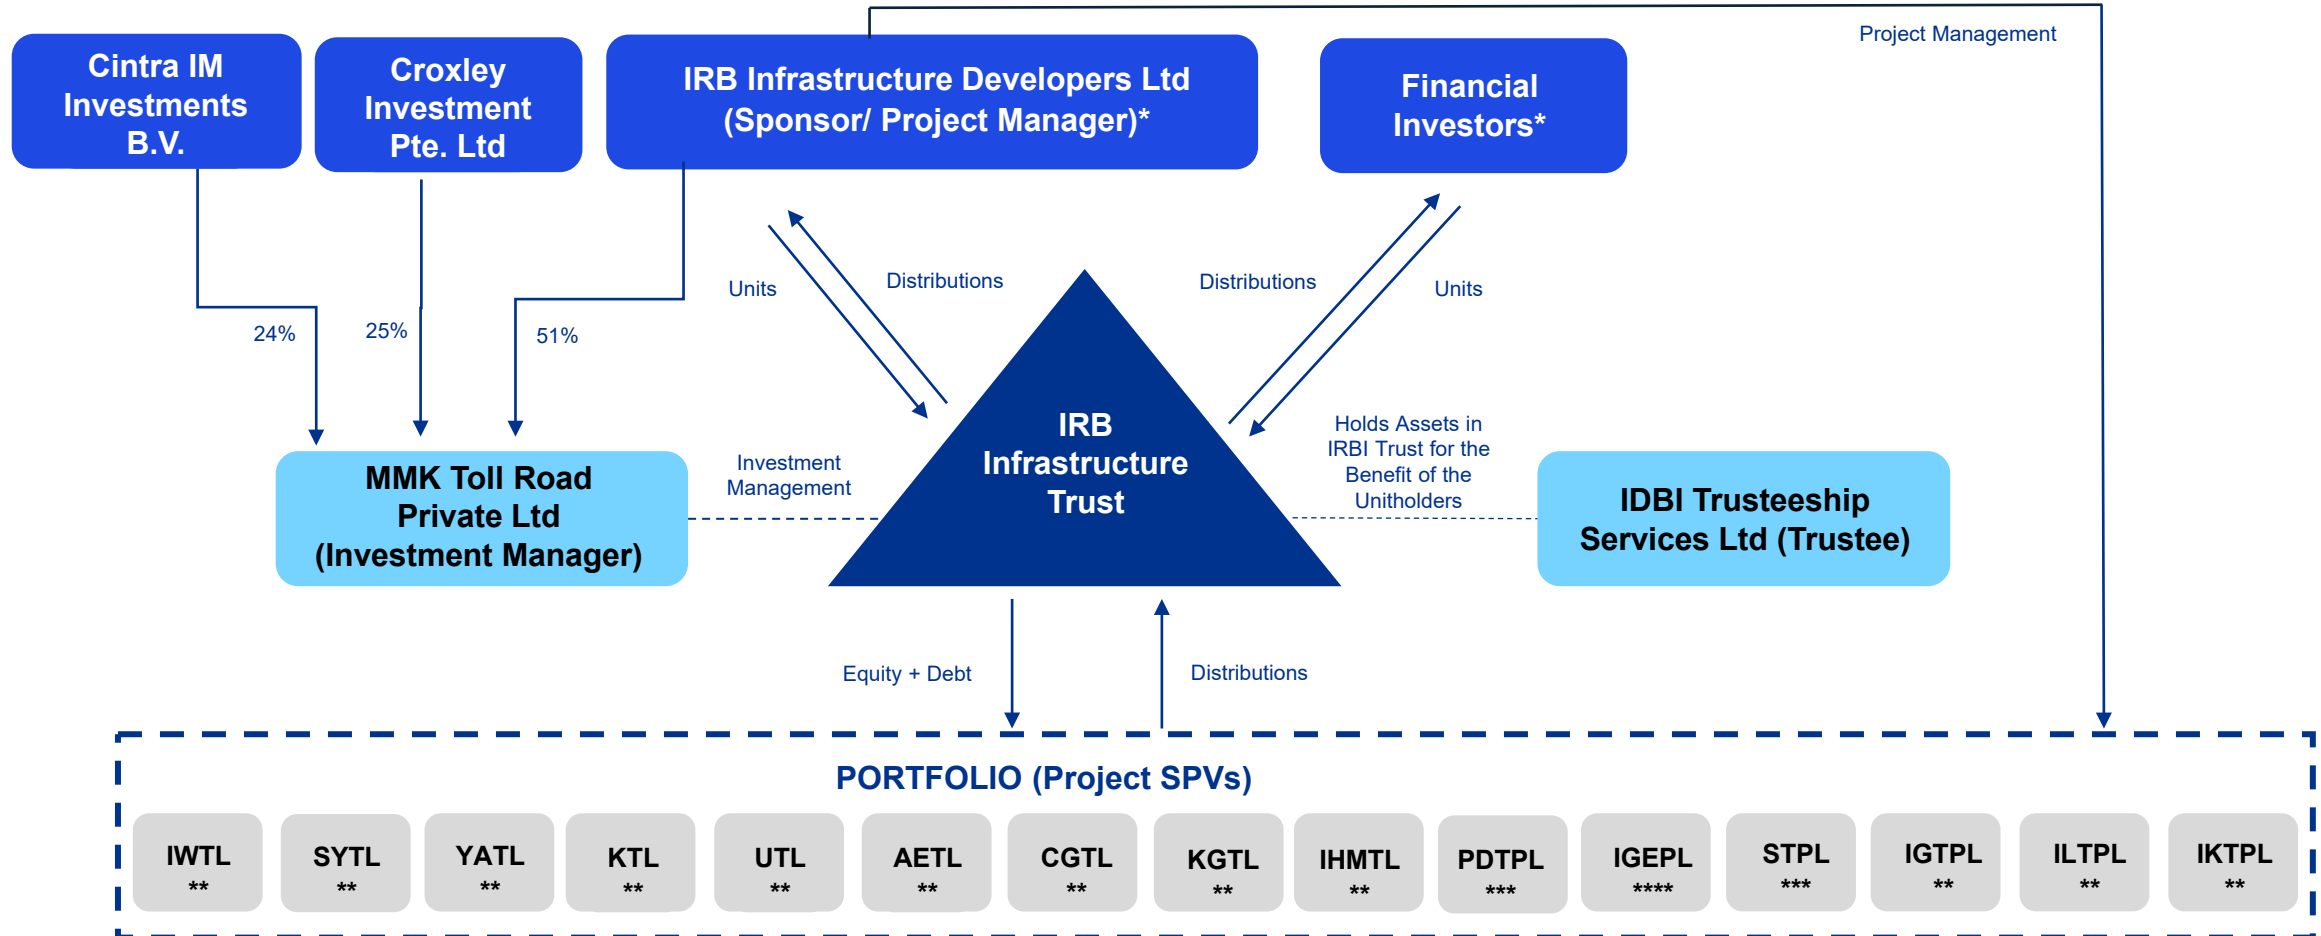 Project Management
Cintra IM
Investments
B.V.
Croxley
Investment
Pte. Ltd
IRB Infrastructure Developers Ltd
(Sponsor/ Project Manager)*
Financial
Investors*
Units
Distributions
Distributions
Units
24%
25%
51%
IRB
Infrastructure
Trust
Holds Assets in
IRBI Trust for the
Benefit of the
Unitholders
Investment
Management
MMK Toll Road
Private Ltd
(Investment Manager)
IDBI Trusteeship
Services Ltd (Trustee)
Equity + Debt
Distributions
PORTFOLIO (Project SPVs)
IWTL
**
SYTL
**
YATL
**
KTL
**
UTL
**
AETL
**
CGTL
**
KGTL
**
IHMTL
**
PDTPL
***
IGEPL
****
STPL
***
IGTPL
**
ILTPL
**
IKTPL
**